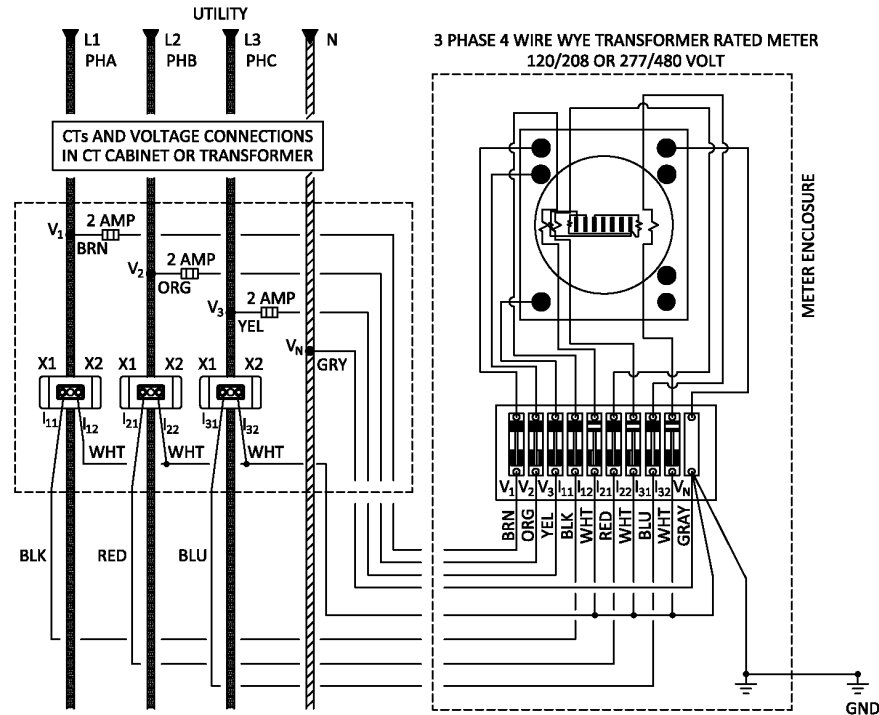 UTILITY
L1
PHA
L2
PHB
L3
PHC
N
3 PHASE 4 WIRE WYE TRANSFORMER RATED METER
120/208 OR 277/480 VOLT
CTs AND VOLTAGE CONNECTIONS
IN CT CABINET OR TRANSFORMER
METER ENCLOSURE
V1
2 AMP
BRN
V2
2 AMP
ORG
V3
2 AMP
YEL
VN
GRY
X1 X2 X1 X2 X1 X2
I11 I12 I21 I22 I31 I32
WHT WHT WHT
V1 V2 V3 I11 I12 I21 I22 I31 I32 VN
BRN ORG YEL BLK WHT RED WHT BLU WHT GRAY
BLK RED BLU
GND